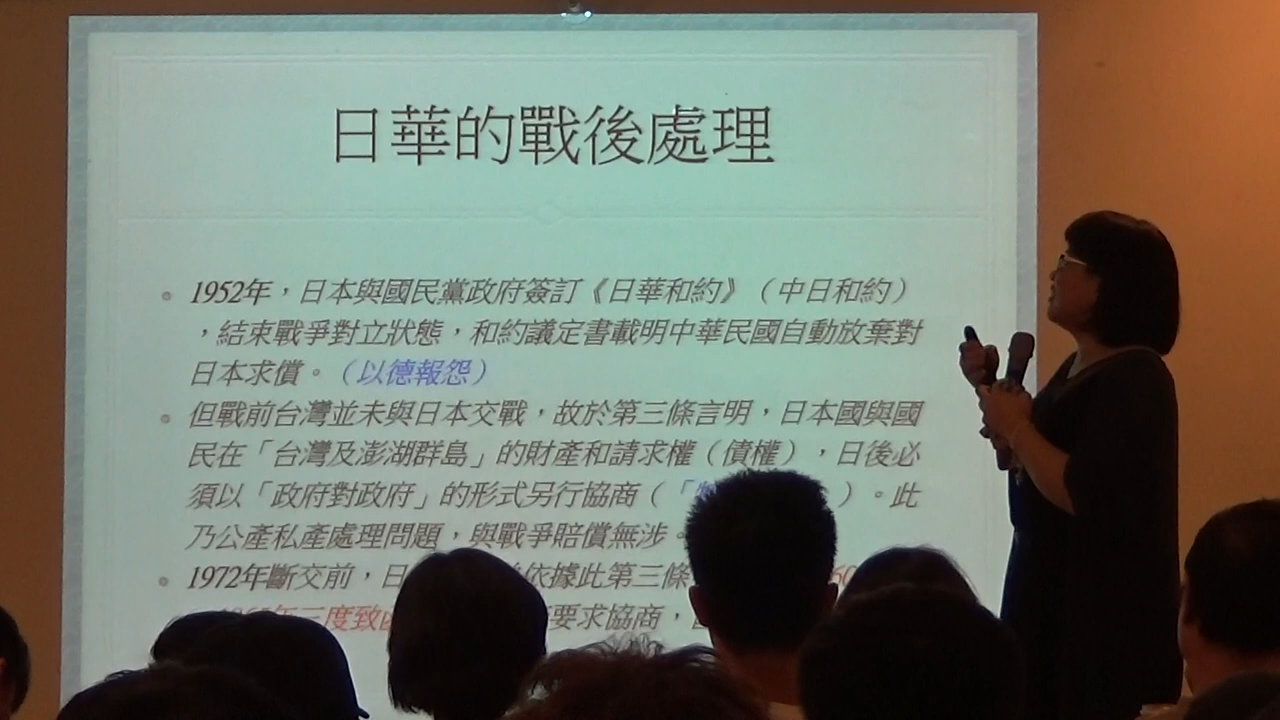 日華的戰後處理
• 1952年，日本與國民黨政府簽訂《日華和約》（中日和約）
，結束戰爭對立狀態，和約議定書載明中華民國自動放棄對
日本求償。（以德報怨）
• 但戰前台灣並未與日本交戰，故於第三條言明，日本國與國
民在「台灣及澎湖群島」的財產和請求權（債權），日後必
須以「政府對政府」的形式另行協商（「 ）。此
乃公產私產處理問題，與戰爭賠償無涉。
• 1972年斷交前，日 依據此第三條
年三度致 要求協商，